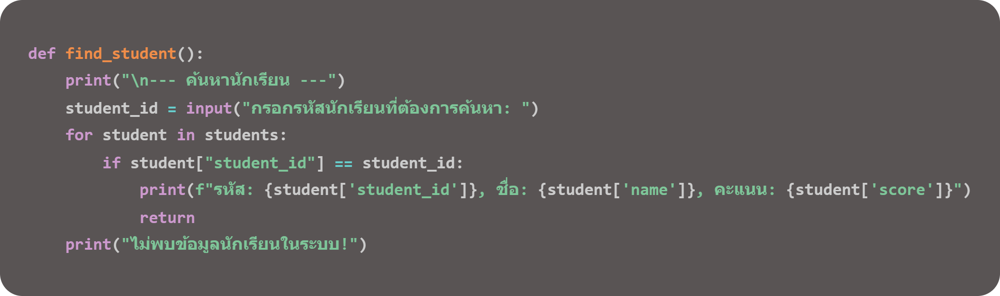 def find_student():
    print("\n--- ค้นหานักเรียน ---")
    student_id = input("กรอกรหัสนักเรียนที่ต้องการค้นหา: ")
    for student in students:
        if student["student_id"] == student_id:
            print(f"รหัส: {student['student_id']}, ชื่อ: {student['name']}, คะแนน: {student['score']}")
            return
    print("ไม่พบข้อมูลนักเรียนในระบบ!")